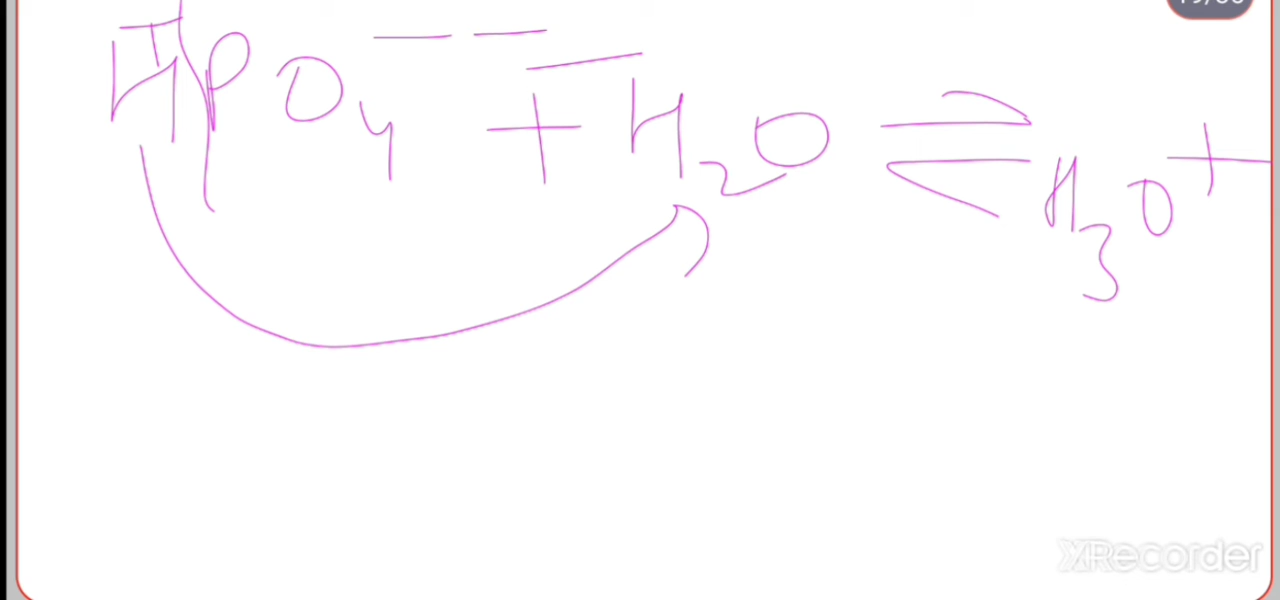 HPO4 - - - + H2O ⇌ H3O+
XRecorder